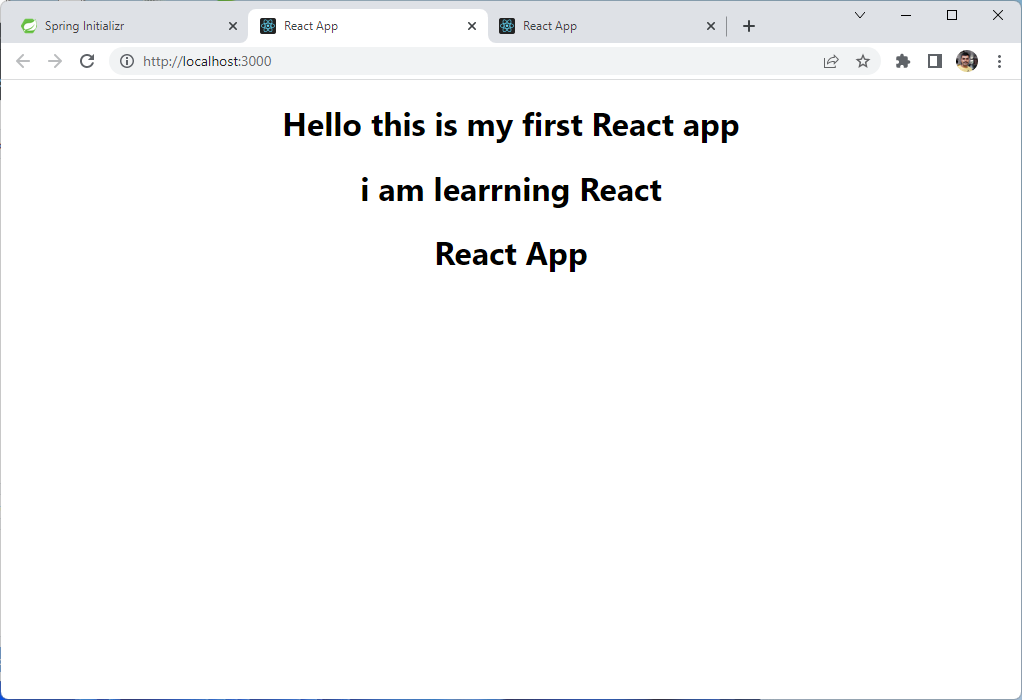 Spring Initializr
React App
React App
http://localhost:3000
Hello this is my first React app
i am learrning React
React App